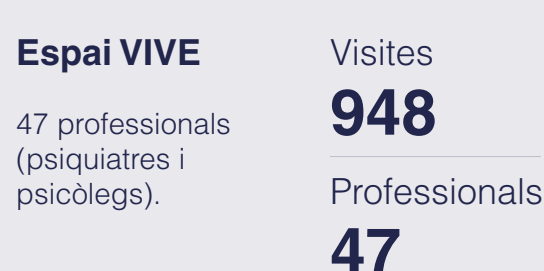 Espai VIVE
47 professionals
(psiquiatres i
psicòlegs).
Visites
948
Professionals
47